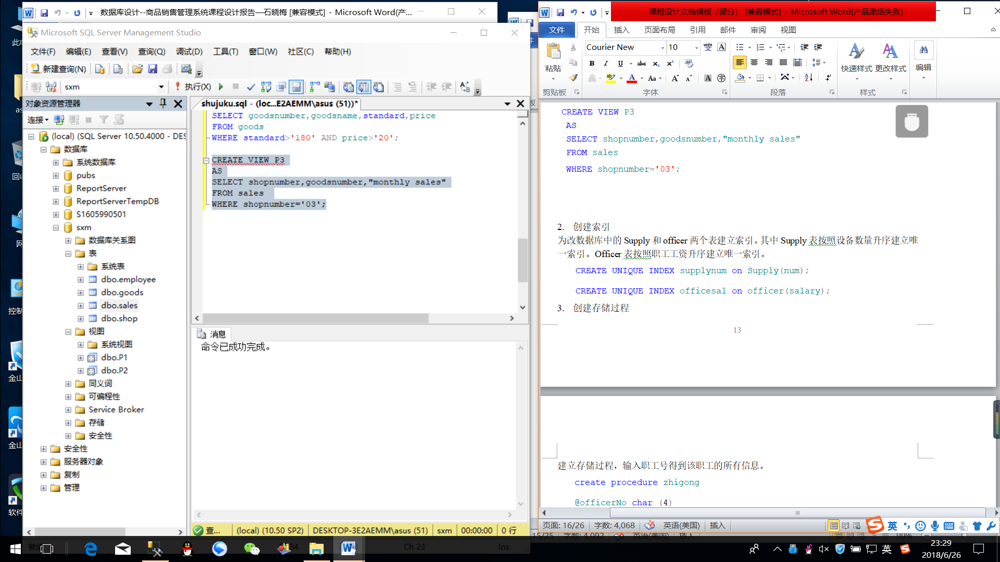 数据库设计--商品销售管理系统课程设计报告—石晓梅 [兼容模式] - Microsoft Word(产...
Microsoft SQL Server Management Studio
文件(F) 编辑(E) 查看(V) 查询(Q) 调试(D) 工具(T) 窗口(W) 社区(C) 帮助(H)
新建查询(N)
sxm
执行(X)
对象资源管理器
连接
(local) (SQL Server 10.50.4000 - DES
数据库
系统数据库
pubs
ReportServer
ReportServerTempDB
S1605990501
sxm
数据库关系图
表
系统表
dbo.employee
dbo.goods
dbo.sales
dbo.shop
视图
系统视图
dbo.P1
dbo.P2
同义词
可编程性
Service Broker
存储
安全性
安全性
服务器对象
复制
管理
shujuku.sql - (loc...E2AEMM\asus (51))*
SELECT goodsnumber,goodsname,standard,price
FROM goods
WHERE standard>'180' AND price>'20';
CREATE VIEW P3
AS
SELECT shopnumber,goodsnumber,"monthly sales"
FROM sales
WHERE shopnumber='03';
消息
命令已成功完成。
查...
(local) (10.50 SP2)
DESKTOP-3E2AEMM\asus (51)
sxm
00:00:00
0 行
Ch 23
Ins
课程设计文档模板（部分） [兼容模式] - Microsoft Word(产品激活失败)
文件 开始 插入 页面布局 引用 邮件 审阅 视图
Courier New 10
粘贴
快速样式 更改样式 编辑
剪贴板 字体 段落 样式
CREATE VIEW P3
AS
SELECT shopnumber,goodsnumber,"monthly sales"
FROM sales
WHERE shopnumber='03';
2. 创建索引
为改数据库中的 Supply 和 officer 两个表建立索引。其中 Supply 表按照设备数量升序建立唯
一索引。Officer 表按照职工工资升序建立唯一索引。
CREATE UNIQUE INDEX supplynum on Supply(num);
CREATE UNIQUE INDEX officesal on officer(salary);
3. 创建存储过程
13
建立存储过程，输入职工号得到该职工的所有信息。
create procedure zhigong
@officerNo char (4)
页面: 16/26 字数: 4,068 英语(美国) 插入
英
15/25 字数: 4,092 英语(美国) 插入 99%
英
23:29
2018/6/26